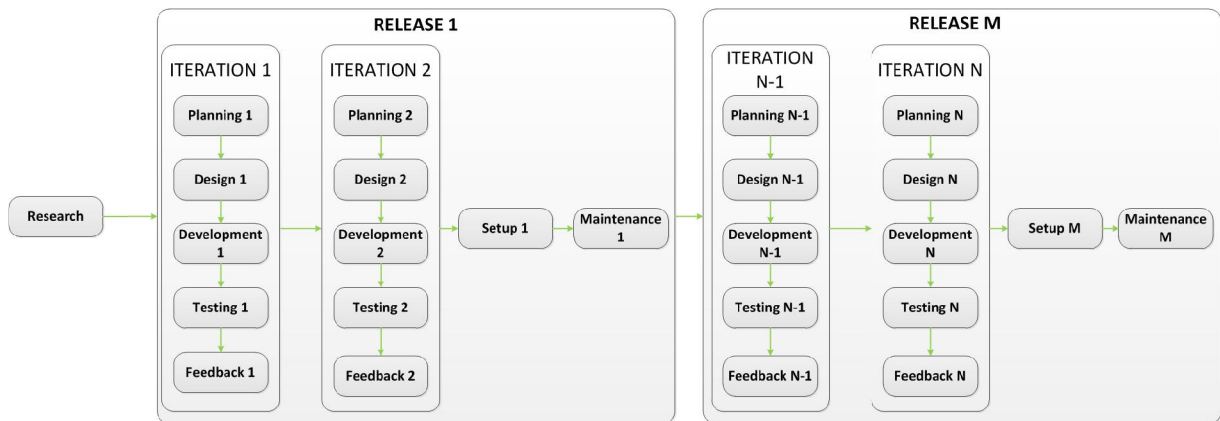 RELEASE 1
ITERATION 1
Planning 1
Design 1
Development
1
Testing 1
Feedback 1
ITERATION 2
Planning 2
Design 2
Development
2
Testing 2
Feedback 2
Research
Setup 1
Maintenance
1
RELEASE M
ITERATION
N-1
Planning N-1
Design N-1
Development
N-1
Testing N-1
Feedback N-1
ITERATION N
Planning N
Design N
Development
N
Testing N
Feedback N
Setup M
Maintenance
M